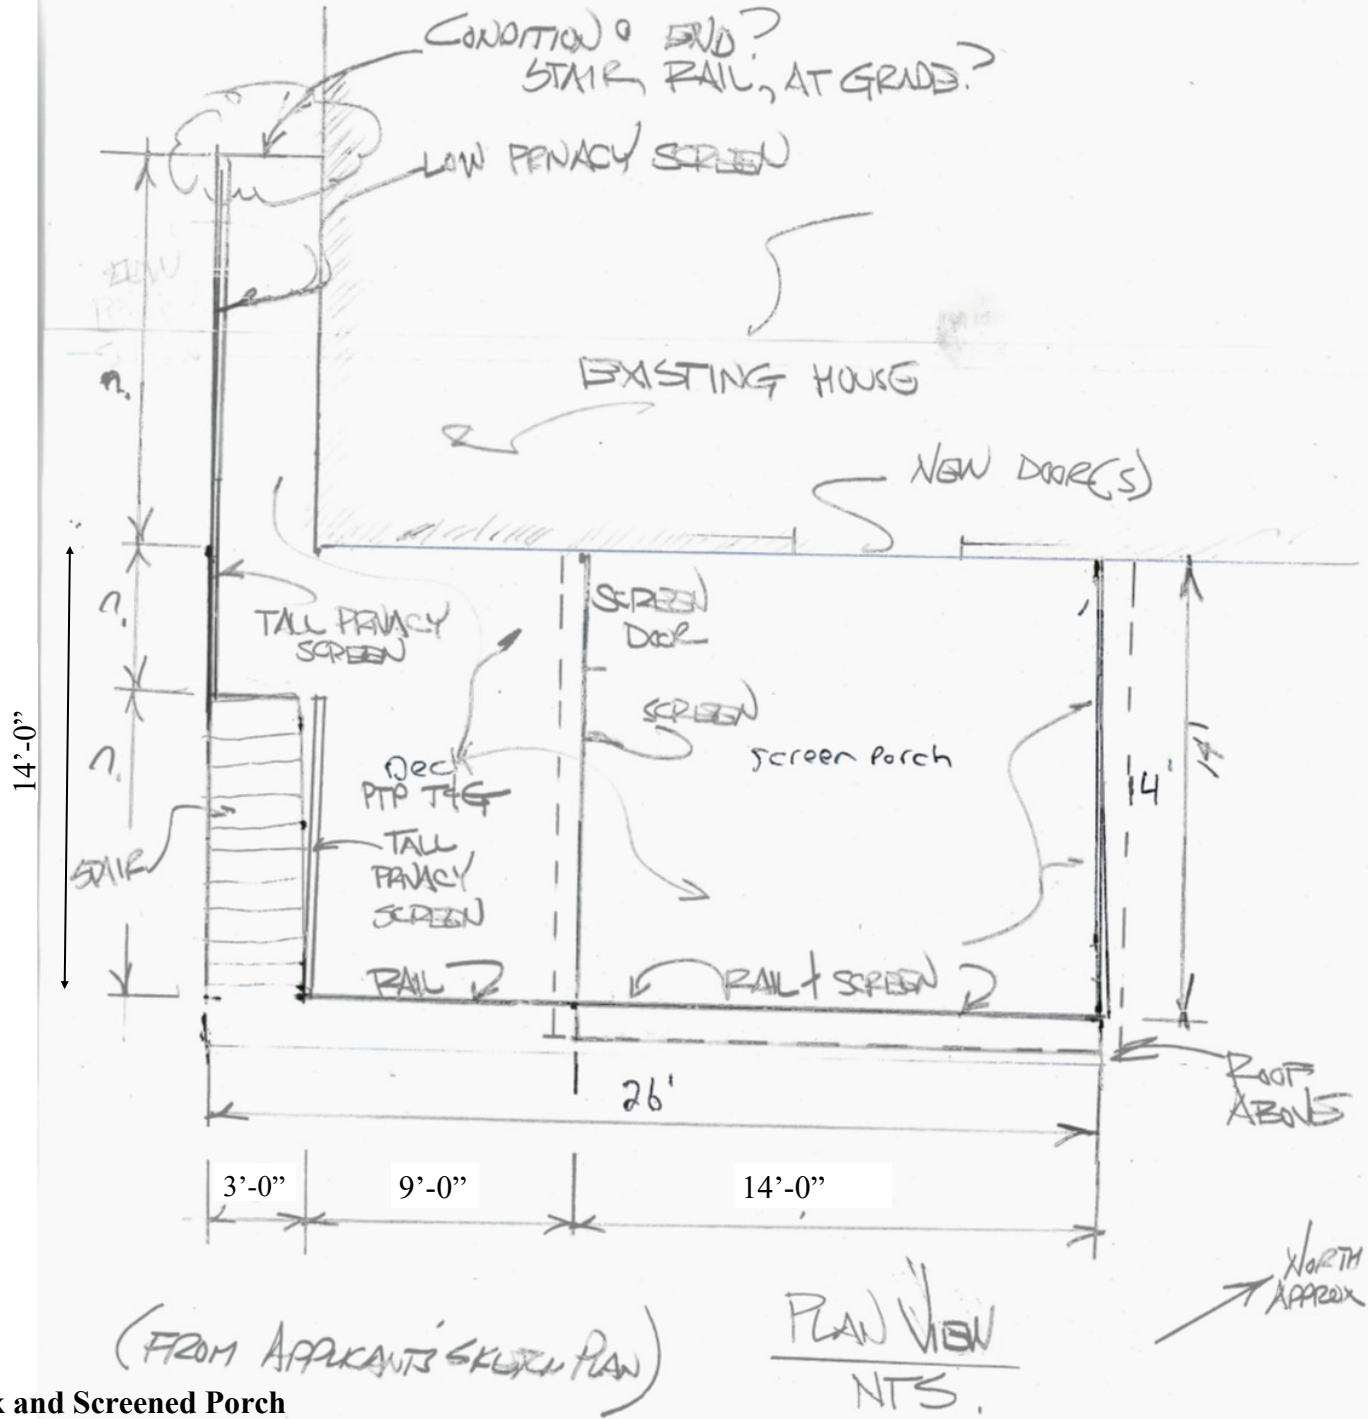 CONDITION @ END?
STAIR, RAIL, AT GRADE?
LOW PRIVACY SCREEN
EXISTING HOUSE
NEW DOOR(S)
?
?
?
14’-0”
TALL PRIVACY
SCREEN
SCREEN
DOOR
SCREEN
Screen Porch
Deck
PTP T&G
TALL
PRIVACY
SCREEN
STAIR
14'
14'
RAIL
RAIL + SCREEN
ROOF
ABOVE
26'
3’-0”
9’-0”
14’-0”
NORTH
APPROX
(FROM APPLICANT'S SKETCH PLAN)
PLAN VIEW
NTS.
and Screened Porch